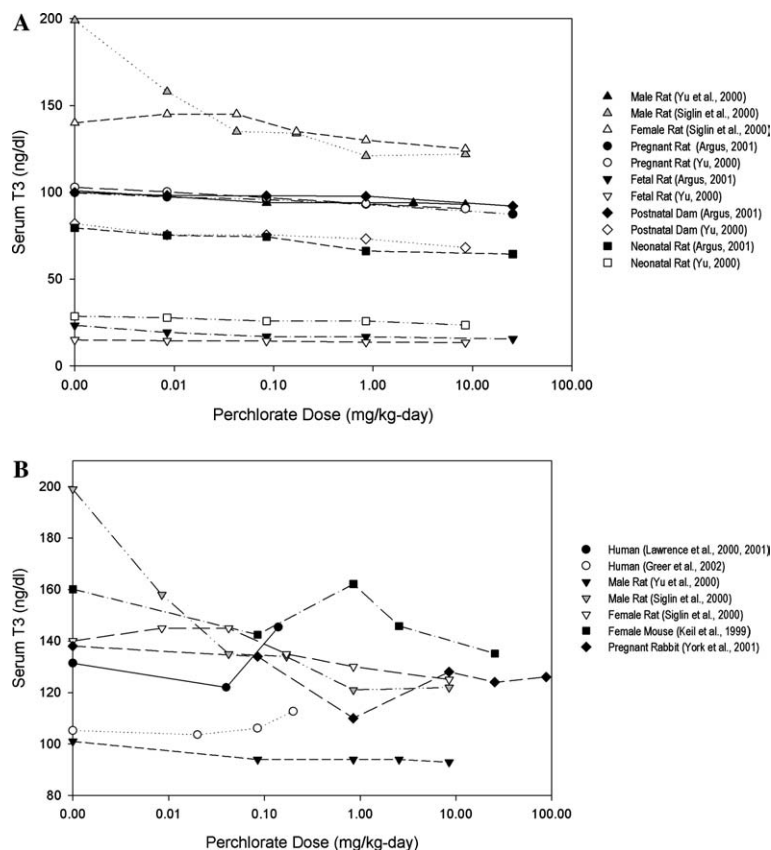 A
Serum T3 (ng/dl)
200
150
100
50
0
0.00 0.01 0.10 1.00 10.00 100.00
Perchlorate Dose (mg/kg-day)
Male Rat (Yu et al., 2000)
Male Rat (Siglin et al., 2000)
Female Rat (Siglin et al., 2000)
Pregnant Rat (Argus, 2001)
Pregnant Rat (Yu, 2000)
Fetal Rat (Argus, 2001)
Fetal Rat (Yu, 2000)
Postnatal Dam (Argus, 2001)
Postnatal Dam (Yu, 2000)
Neonatal Rat (Argus, 2001)
Neonatal Rat (Yu, 2000)
B
Serum T3 (ng/dl)
200
180
160
140
120
100
80
0.00 0.01 0.10 1.00 10.00 100.00
Perchlorate Dose (mg/kg-day)
Human (Lawrence et al., 2000, 2001)
Human (Greer et al., 2002)
Male Rat (Yu et al., 2000)
Male Rat (Siglin et al., 2000)
Female Rat (Siglin et al., 2000)
Female Mouse (Keil et al., 1999)
Pregnant Rabbit (York et al., 2001)